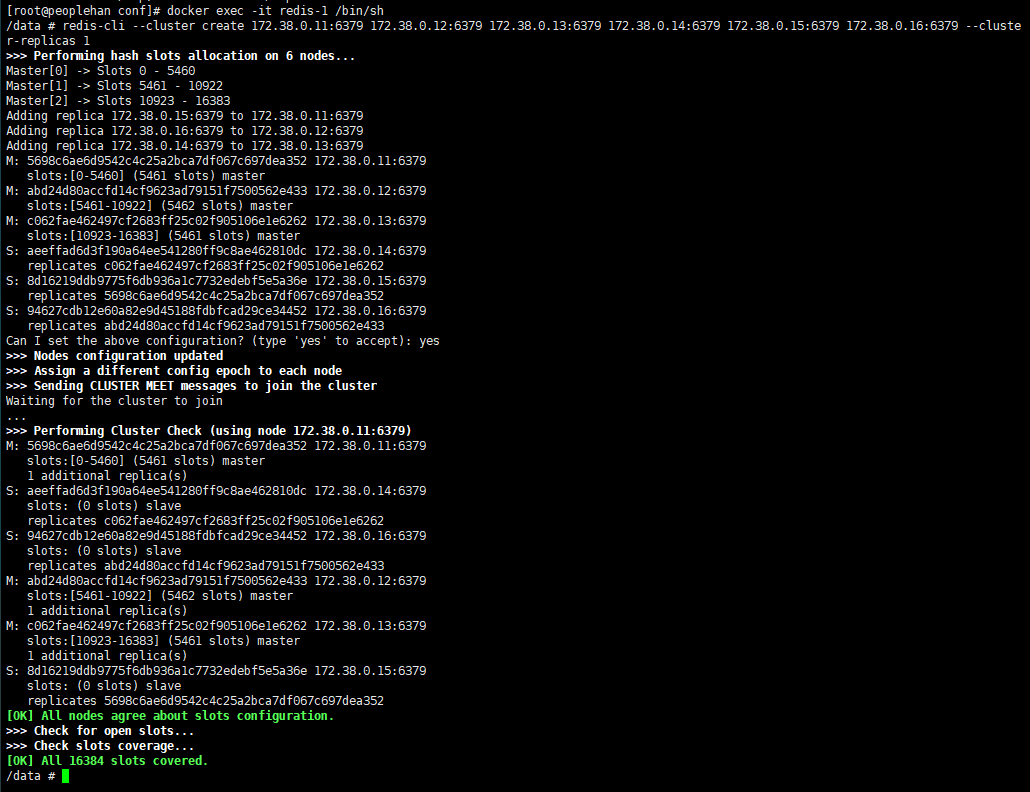 [root@peoplehan conf]# docker exec -it redis-1 /bin/sh
/data # redis-cli --cluster create 172.38.0.11:6379 172.38.0.12:6379 172.38.0.13:6379 172.38.0.14:6379 172.38.0.15:6379 172.38.0.16:6379 --cluste
r-replicas 1
>>> Performing hash slots allocation on 6 nodes...
Master[0] -> Slots 0 - 5460
Master[1] -> Slots 5461 - 10922
Master[2] -> Slots 10923 - 16383
Adding replica 172.38.0.15:6379 to 172.38.0.11:6379
Adding replica 172.38.0.16:6379 to 172.38.0.12:6379
Adding replica 172.38.0.14:6379 to 172.38.0.13:6379
M: 5698c6ae6d9542c4c25a2bca7df067c697dea352 172.38.0.11:6379
   slots:[0-5460] (5461 slots) master
M: abd24d80accfd14cf9623ad79151f7500562e433 172.38.0.12:6379
   slots:[5461-10922] (5462 slots) master
M: c062fae462497cf2683ff25c02f905106e1e6262 172.38.0.13:6379
   slots:[10923-16383] (5461 slots) master
S: aeeffad6d3f190a64ee541280ff9c8ae462810dc 172.38.0.14:6379
   replicates c062fae462497cf2683ff25c02f905106e1e6262
S: 8d16219ddb9775f6db936a1c7732edebf5e5a36e 172.38.0.15:6379
   replicates 5698c6ae6d9542c4c25a2bca7df067c697dea352
S: 94627cdb12e60a82e9d45188fdbfcad29ce34452 172.38.0.16:6379
   replicates abd24d80accfd14cf9623ad79151f7500562e433
Can I set the above configuration? (type 'yes' to accept): yes
>>> Nodes configuration updated
>>> Assign a different config epoch to each node
>>> Sending CLUSTER MEET messages to join the cluster
Waiting for the cluster to join
...
>>> Performing Cluster Check (using node 172.38.0.11:6379)
M: 5698c6ae6d9542c4c25a2bca7df067c697dea352 172.38.0.11:6379
   slots:[0-5460] (5461 slots) master
   1 additional replica(s)
S: aeeffad6d3f190a64ee541280ff9c8ae462810dc 172.38.0.14:6379
   slots: (0 slots) slave
   replicates c062fae462497cf2683ff25c02f905106e1e6262
S: 94627cdb12e60a82e9d45188fdbfcad29ce34452 172.38.0.16:6379
   slots: (0 slots) slave
   replicates abd24d80accfd14cf9623ad79151f7500562e433
M: abd24d80accfd14cf9623ad79151f7500562e433 172.38.0.12:6379
   slots:[5461-10922] (5462 slots) master
   1 additional replica(s)
M: c062fae462497cf2683ff25c02f905106e1e6262 172.38.0.13:6379
   slots:[10923-16383] (5461 slots) master
   1 additional replica(s)
S: 8d16219ddb9775f6db936a1c7732edebf5e5a36e 172.38.0.15:6379
   slots: (0 slots) slave
   replicates 5698c6ae6d9542c4c25a2bca7df067c697dea352
[OK] All nodes agree about slots configuration.
>>> Check for open slots...
>>> Check slots coverage...
[OK] All 16384 slots covered.
/data #